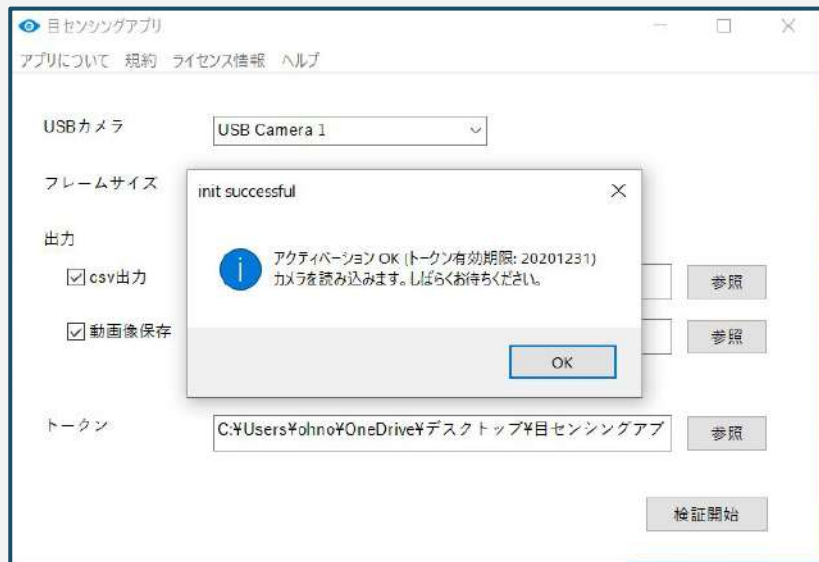 目センシングアプリ
アプリについて 規約 ライセンス情報 ヘルプ
USBカメラ
USB Camera 1
フレームサイズ
init successful
アクティベーション OK (トークン有効期限: 20201231)
カメラを読み込みます。しばらくお待ちください。
OK
出力
csv出力
参照
動画像保存
参照
トークン
C:¥Users¥ohno¥OneDrive¥デスクトップ¥目センシングアプ
参照
検証開始